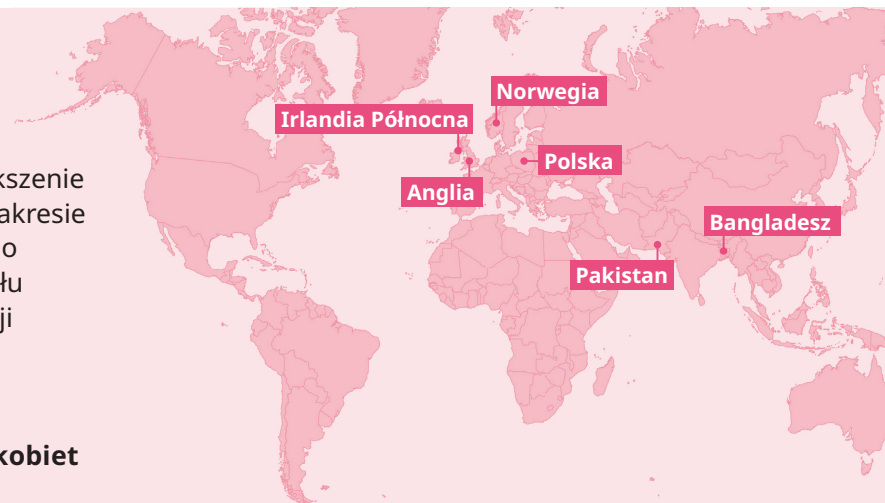 Norwegia
Irlandia Północna
Polska
Anglia
Bangladesz
Pakistan
kszenie
akresie
o
łu
ji
kobiet